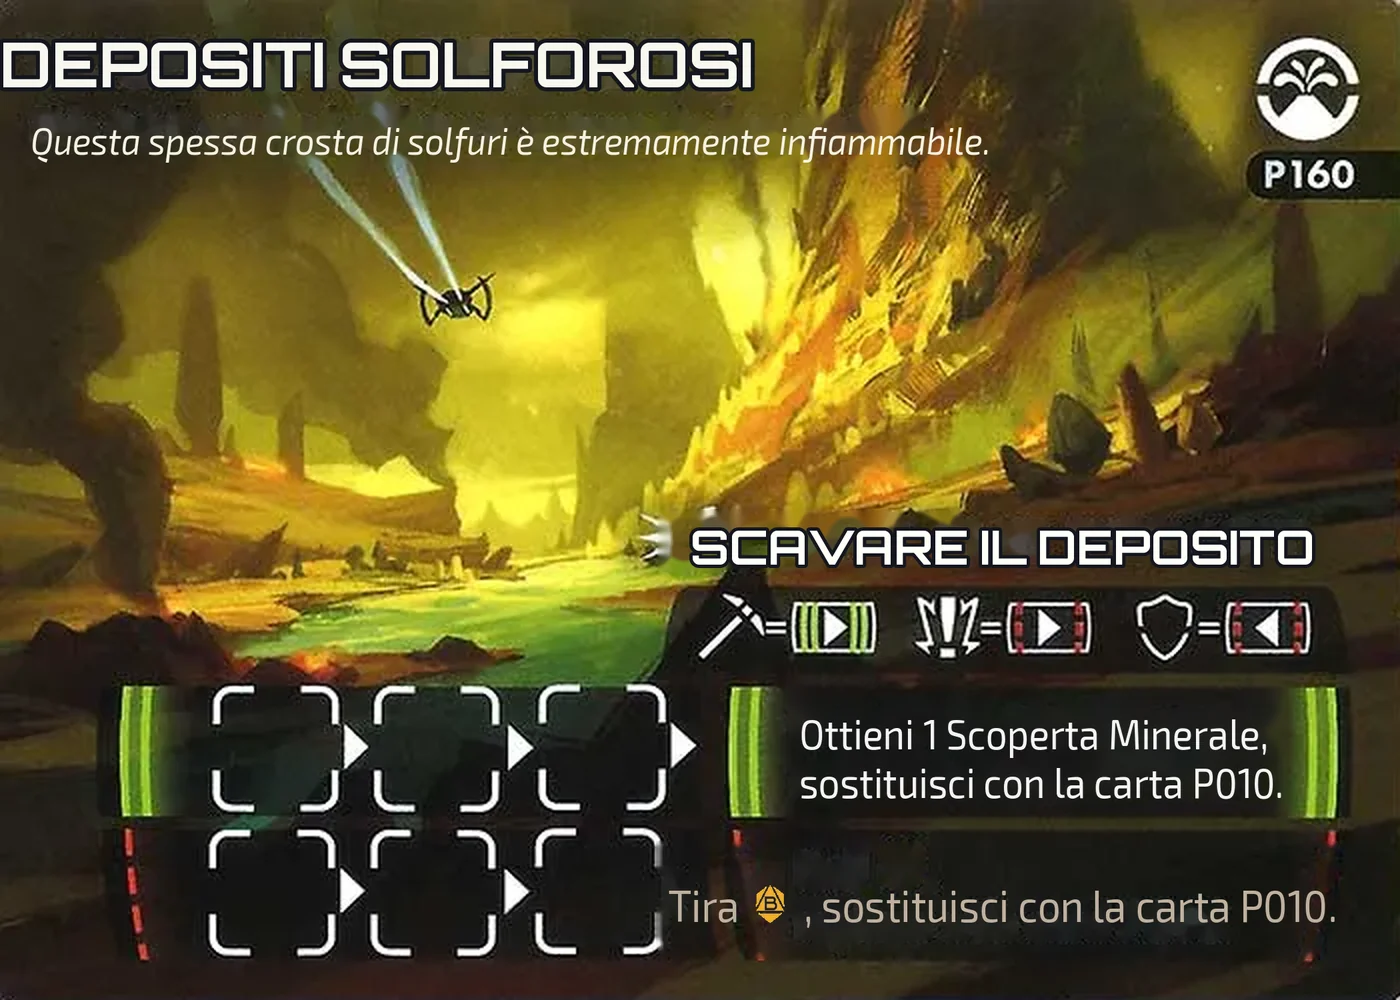 DEPOSITI SOLFOROSI
Questa spessa crosta di solfuri è estremamente infiammabile.
P160
SCAVARE IL DEPOSITO
= = =
Ottieni 1 Scoperta Minerale,
sostituisci con la carta P010.
Tira B , sostituisci con la carta P010.